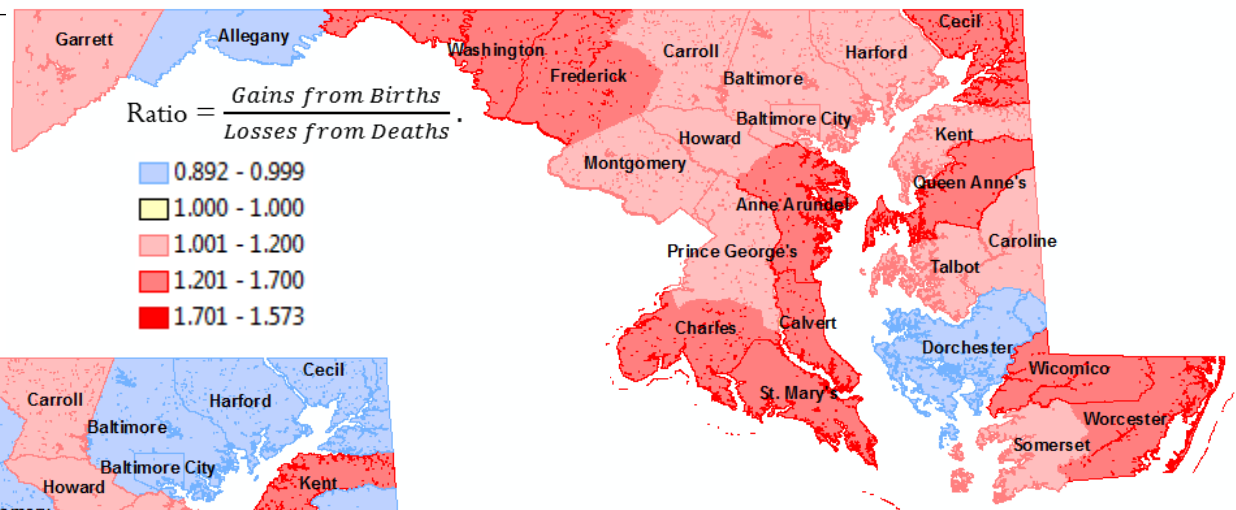 Garrett
Allegany
Washington
Frederick
Carroll
Baltimore
Harford
Cecil
Baltimore City
Howard
Montgomery
Kent
Queen Anne's
Anne Arundel
Prince George's
Caroline
Talbot
Charles
Calvert
St. Mary's
Dorchester
Wicomico
Worcester
Somerset
Ratio = Gains from Births / Losses from Deaths .
0.892 - 0.999
1.000 - 1.000
1.001 - 1.200
1.201 - 1.700
1.701 - 1.573
Cecil
Carroll
Harford
Baltimore
Baltimore City
Howard
Kent